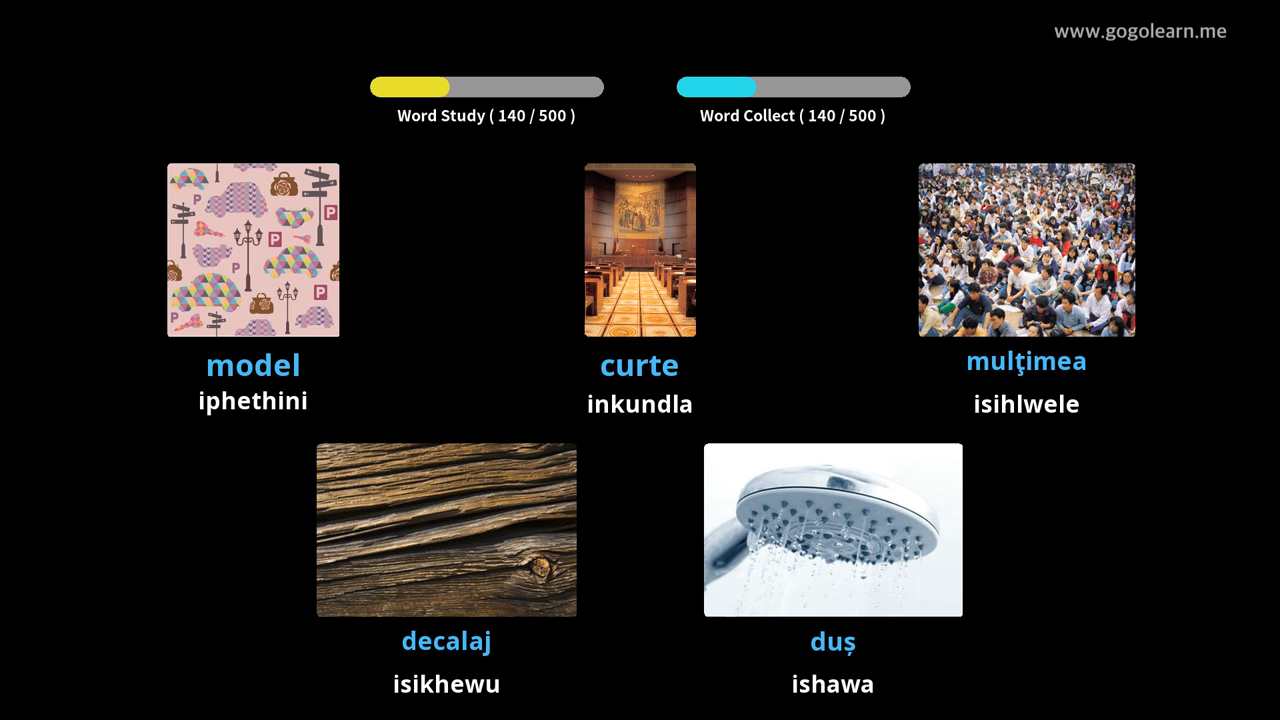 www.gogolearn.me
Word Study ( 140 / 500 )
Word Collect ( 140 / 500 )
P
P
P
P
P
P
model
iphethini
curte
inkundla
mulţimea
isihlwele
decalaj
isikhewu
duș
ishawa